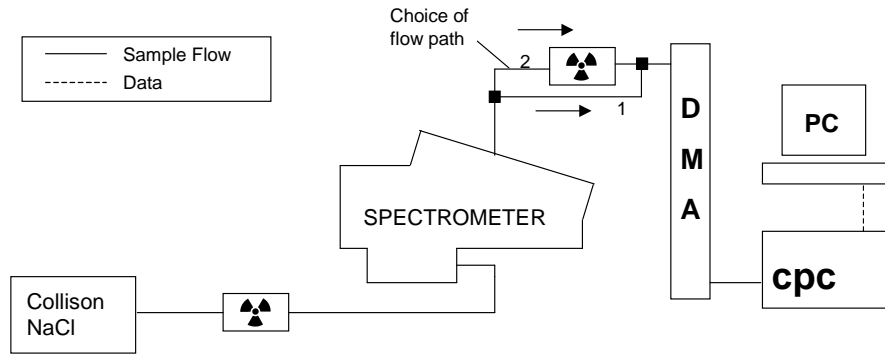 Choice of
flow path
Sample Flow
Data
2
1
D
M
A
PC
SPECTROMETER
cpc
Collison
NaCl